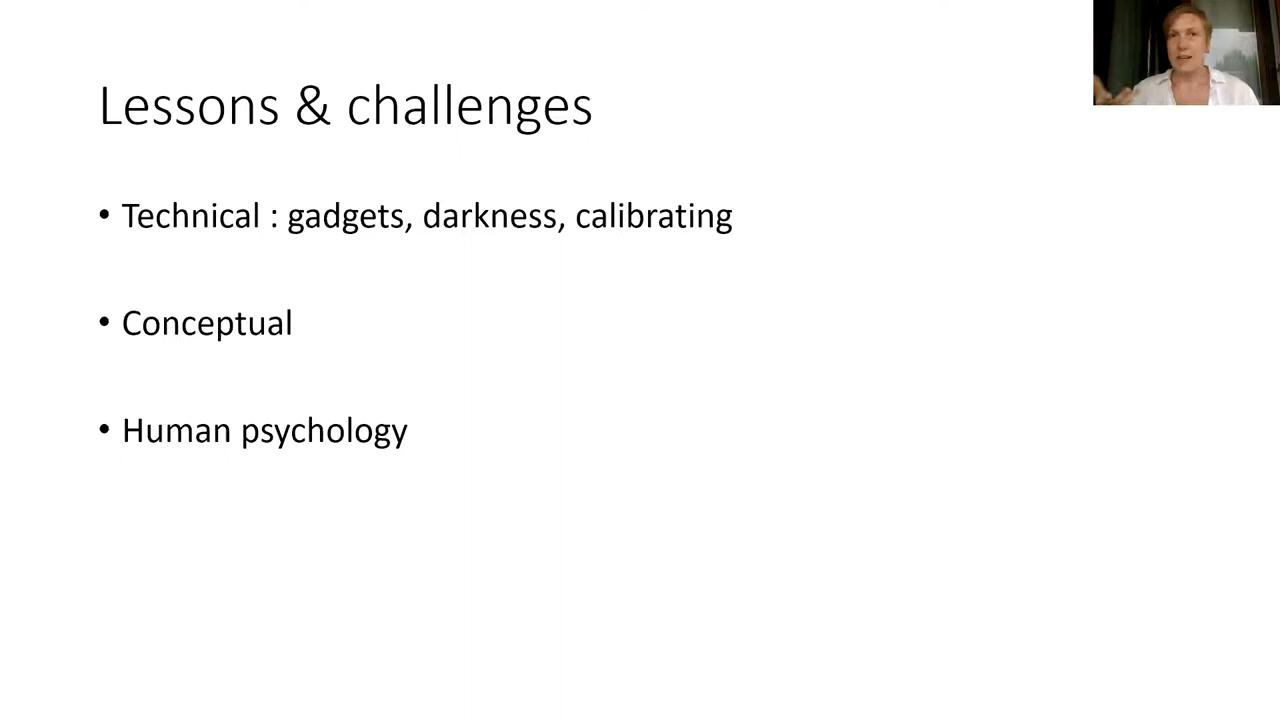 Lessons & challenges
• Technical : gadgets, darkness, calibrating
• Conceptual
• Human psychology